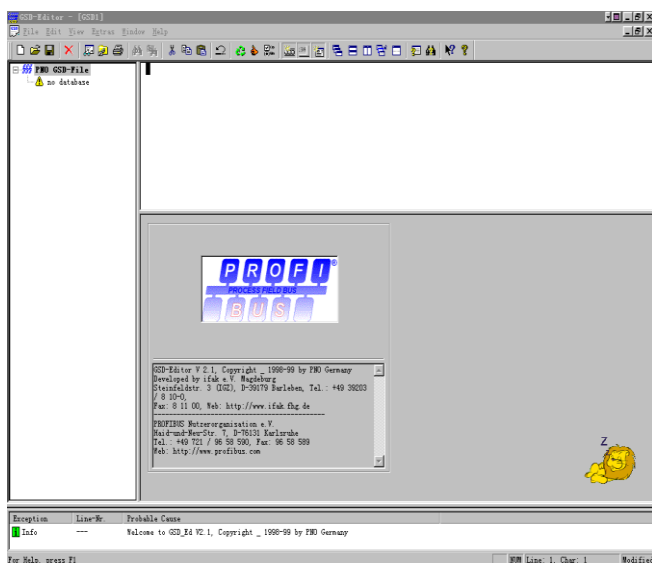 GSD-Editor - [GSD1]
File Edit View Extras Window Help
PNO GSD-File
no database
PROFI®
PROCESS FIELD BUS
BUS
GSD-Editor V 2.1, Copyright _ 1998-99 by PNO Germany
Developed by ifak e.V. Magdeburg
Steinfeldstr. 3 (IGZ), D-39179 Barleben, Tel.: +49 39203
/ 8 10-0,
Fax: 8 11 00, Web: http://www.ifak.fhg.de
PROFIBUS Nutzerorganisation e.V.
Haid-und-Neu-Str. 7, D-76131 Karlsruhe
Tel.: +49 721 / 96 58 590, Fax: 96 58 589
Web: http://www.profibus.com
Z
Z
Exception Line-Nr. Probable Cause
Info --- Welcome to GSD_Ed V2.1, Copyright _ 1998-99 by PNO Germany
For Help, press F1 NUM Line: 1, Char: 1 Modified